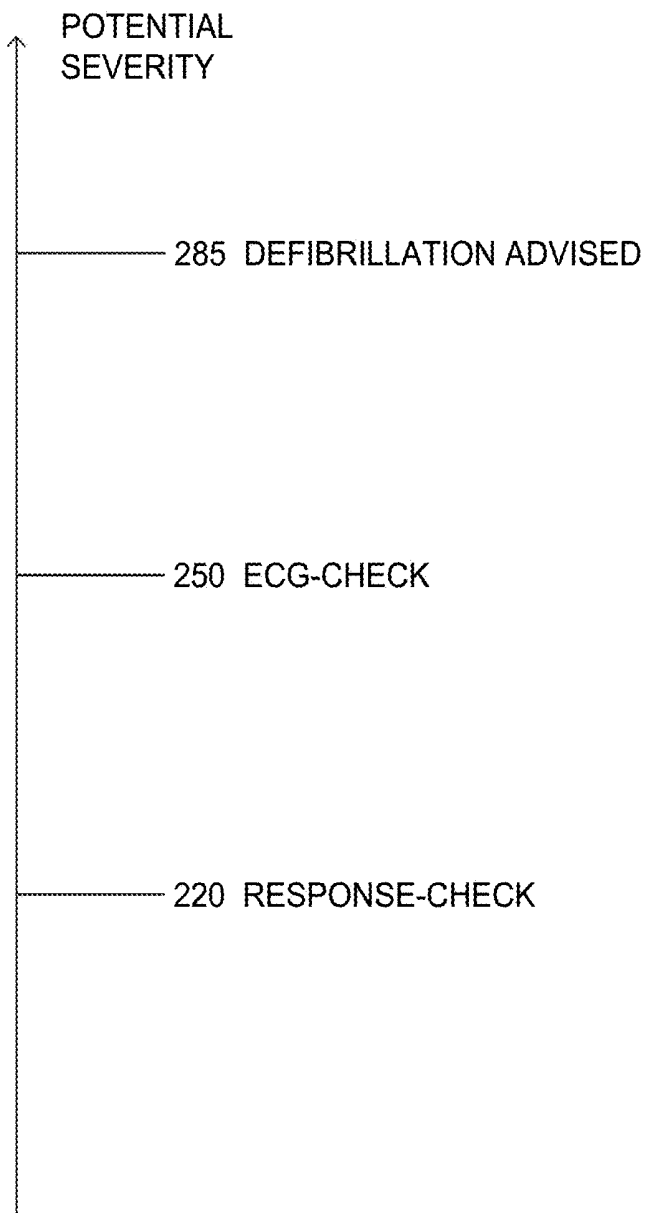 POTENTIAL
SEVERITY
285 DEFIBRILLATION ADVISED
250 ECG-CHECK
220 RESPONSE-CHECK